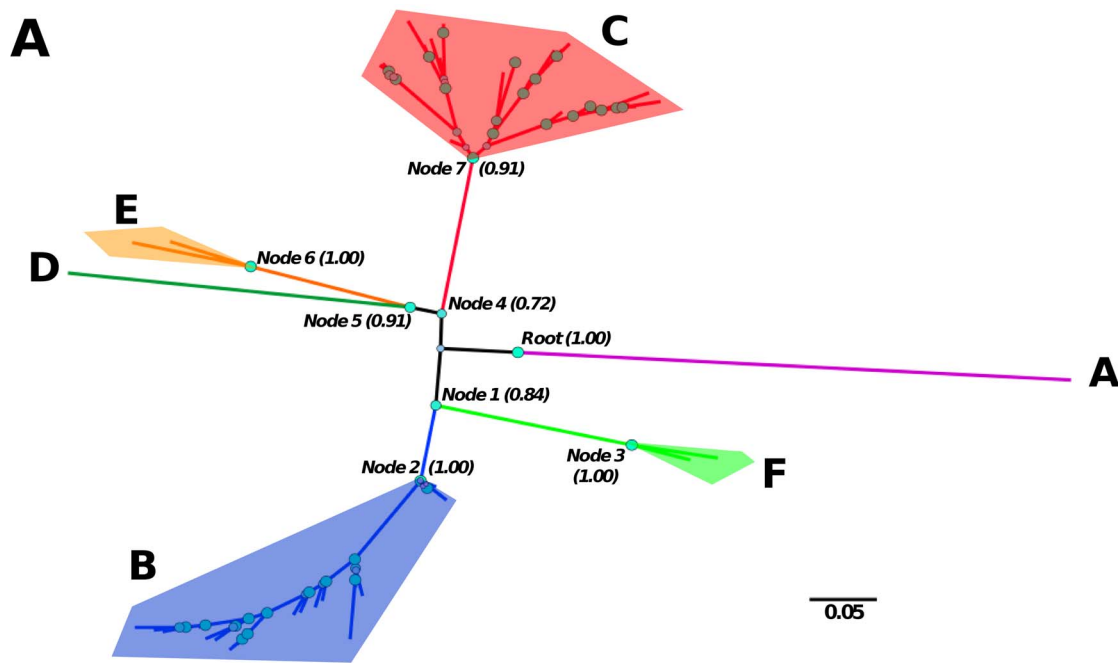 A
C
Node 7 (0.91)
E
Node 6 (1.00)
D
Node 4 (0.72)
Node 5 (0.91)
Root (1.00)
A
Node 1 (0.84)
Node 3
(1.00)
F
Node 2 (1.00)
B
0.05